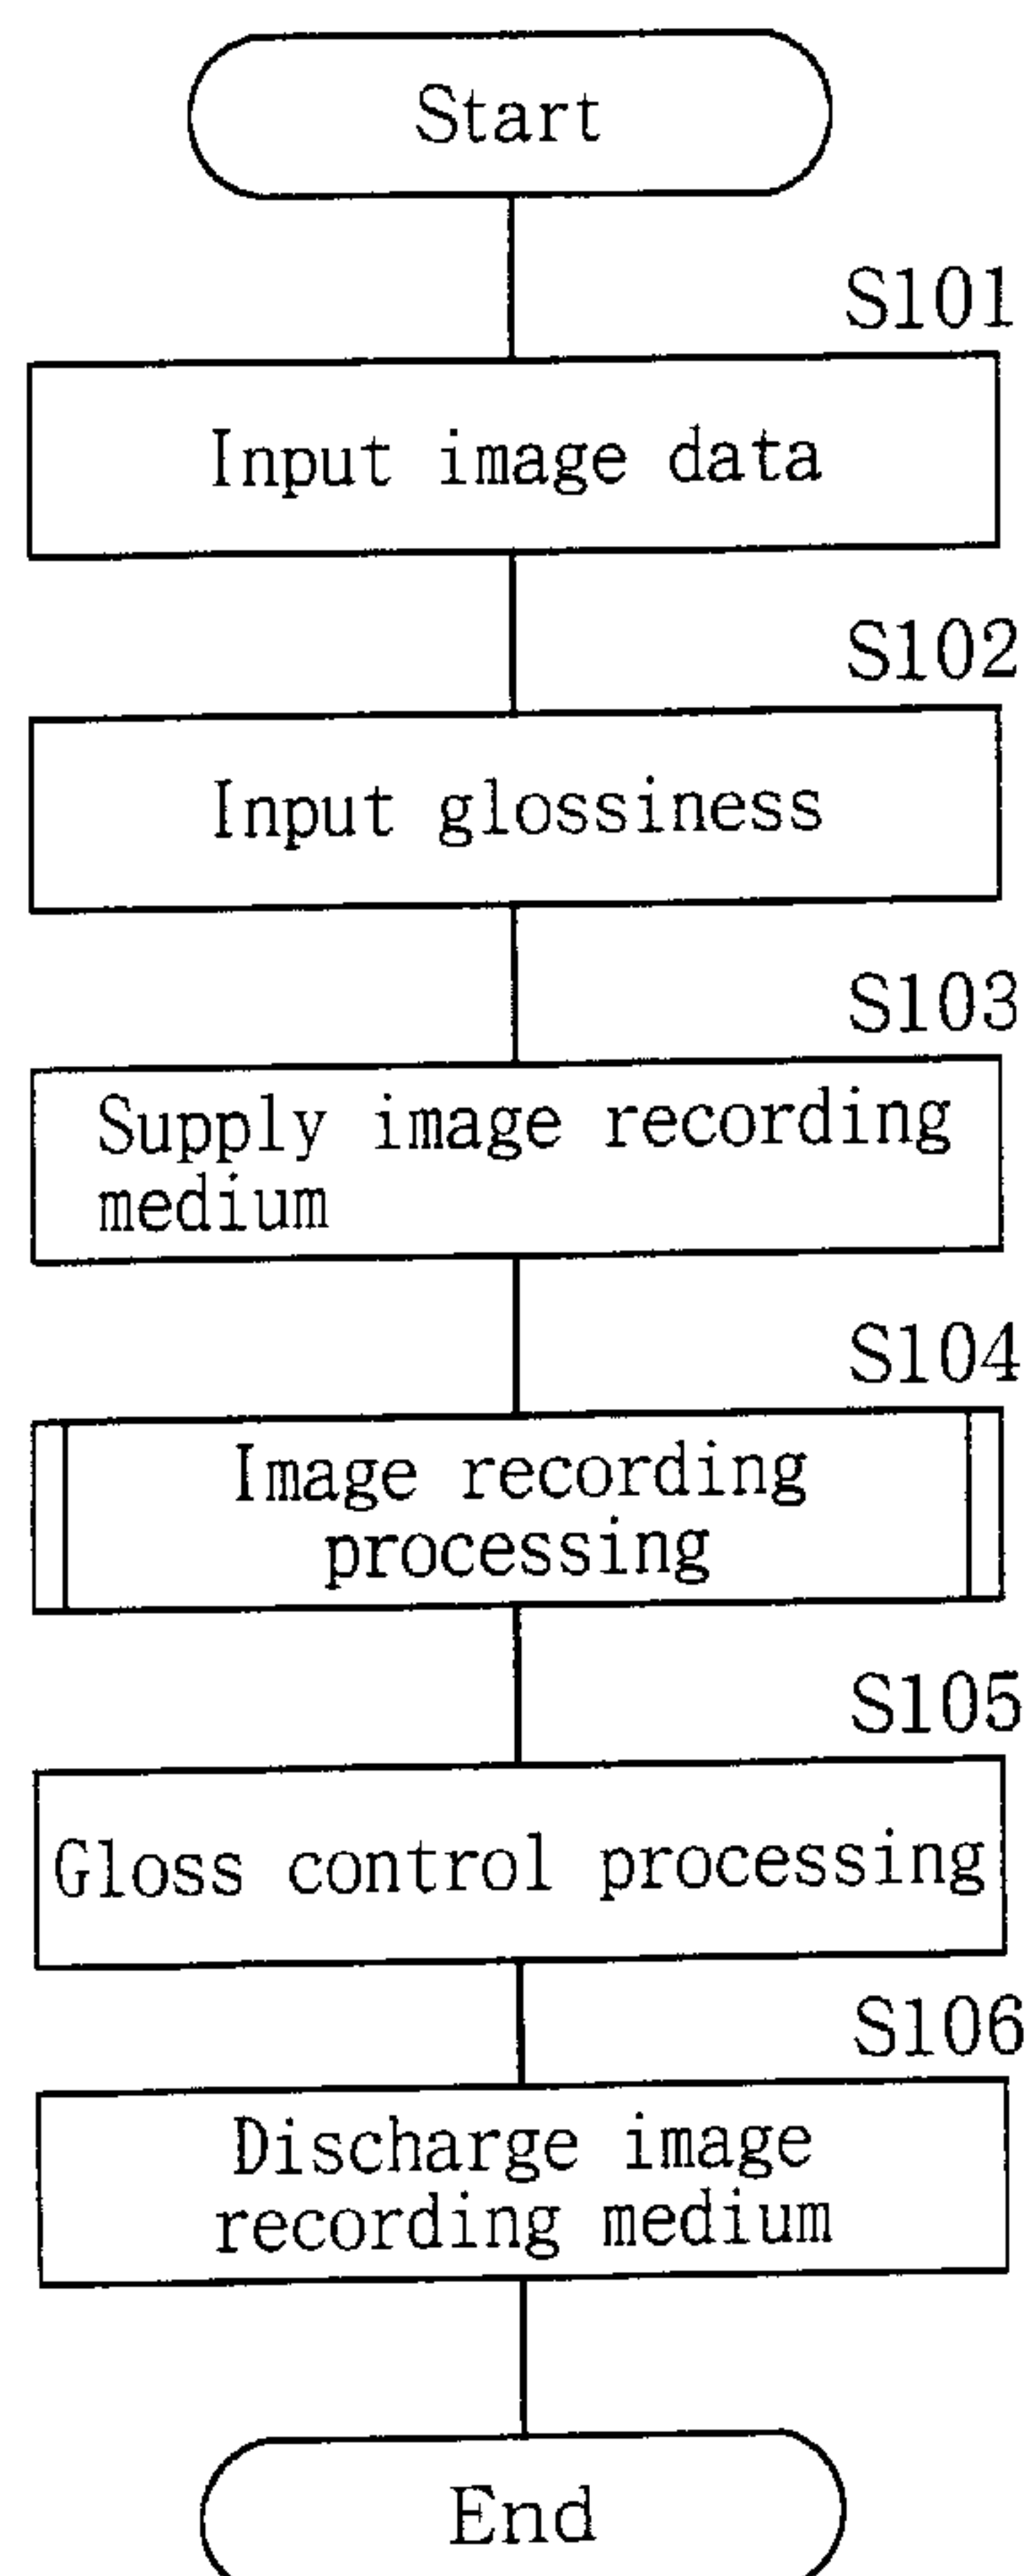 Start
S101
Input image data
S102
Input glossiness
S103
Supply image recording
medium
S104
Image recording
processing
S105
Gloss control processing
S106
Discharge image
recording medium
End